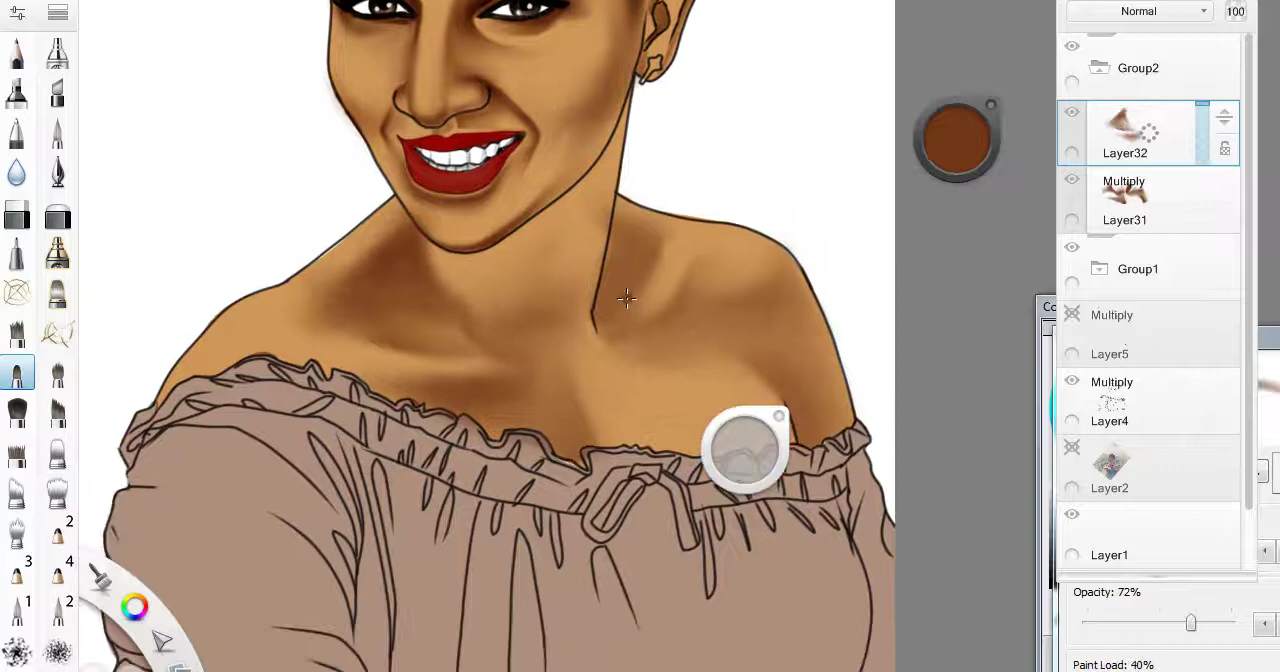 Normal
100
Group2
Layer32
Multiply
Layer31
Group1
Multiply
Layer5
Multiply
Layer4
Layer2
Layer1
Opacity: 72%
Paint Load: 40%
2
3
4
1
2